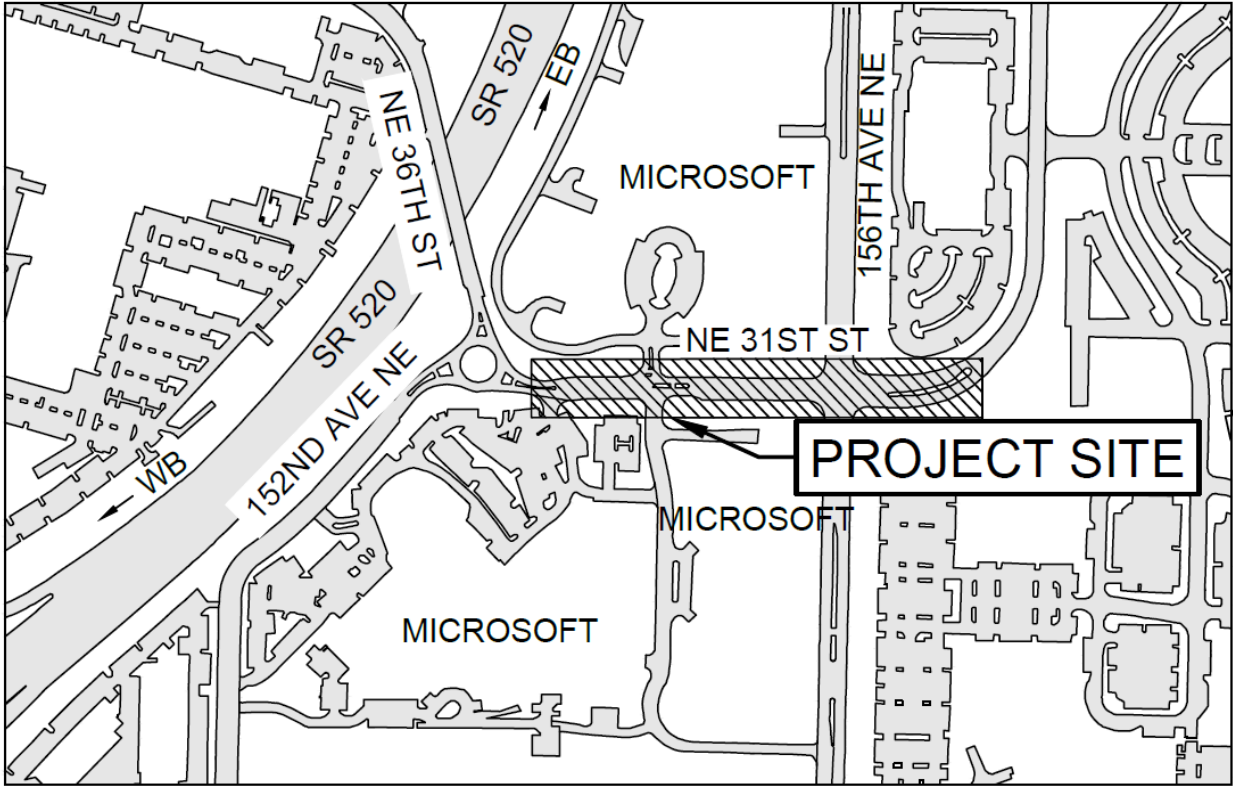 SR 520
EB
NE 36TH ST
MICROSOFT
156TH AVE NE
SR 520
NE 31ST ST
152ND AVE NE
WB
PROJECT SITE
MICROSOFT
MICROSOFT